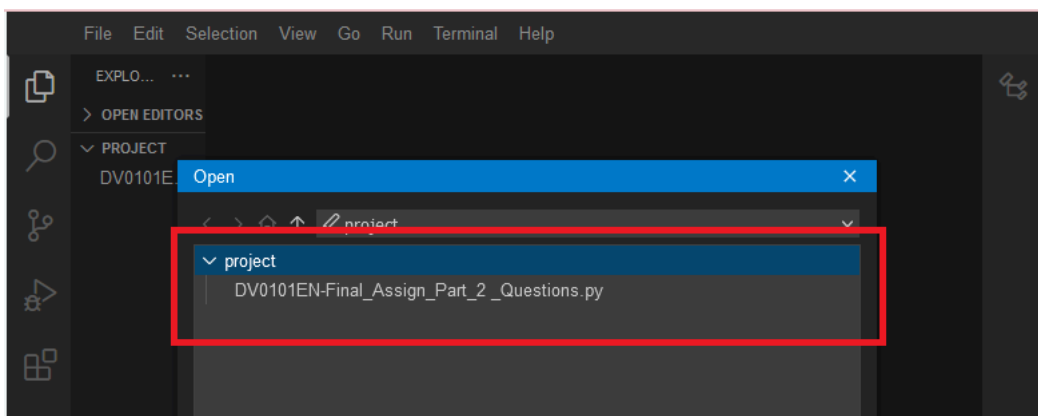 File Edit Selection View Go Run Terminal Help
EXPLO... ···
OPEN EDITORS
PROJECT
DV0101E
Open
project
project
DV0101EN-Final_Assign_Part_2 _Questions.py